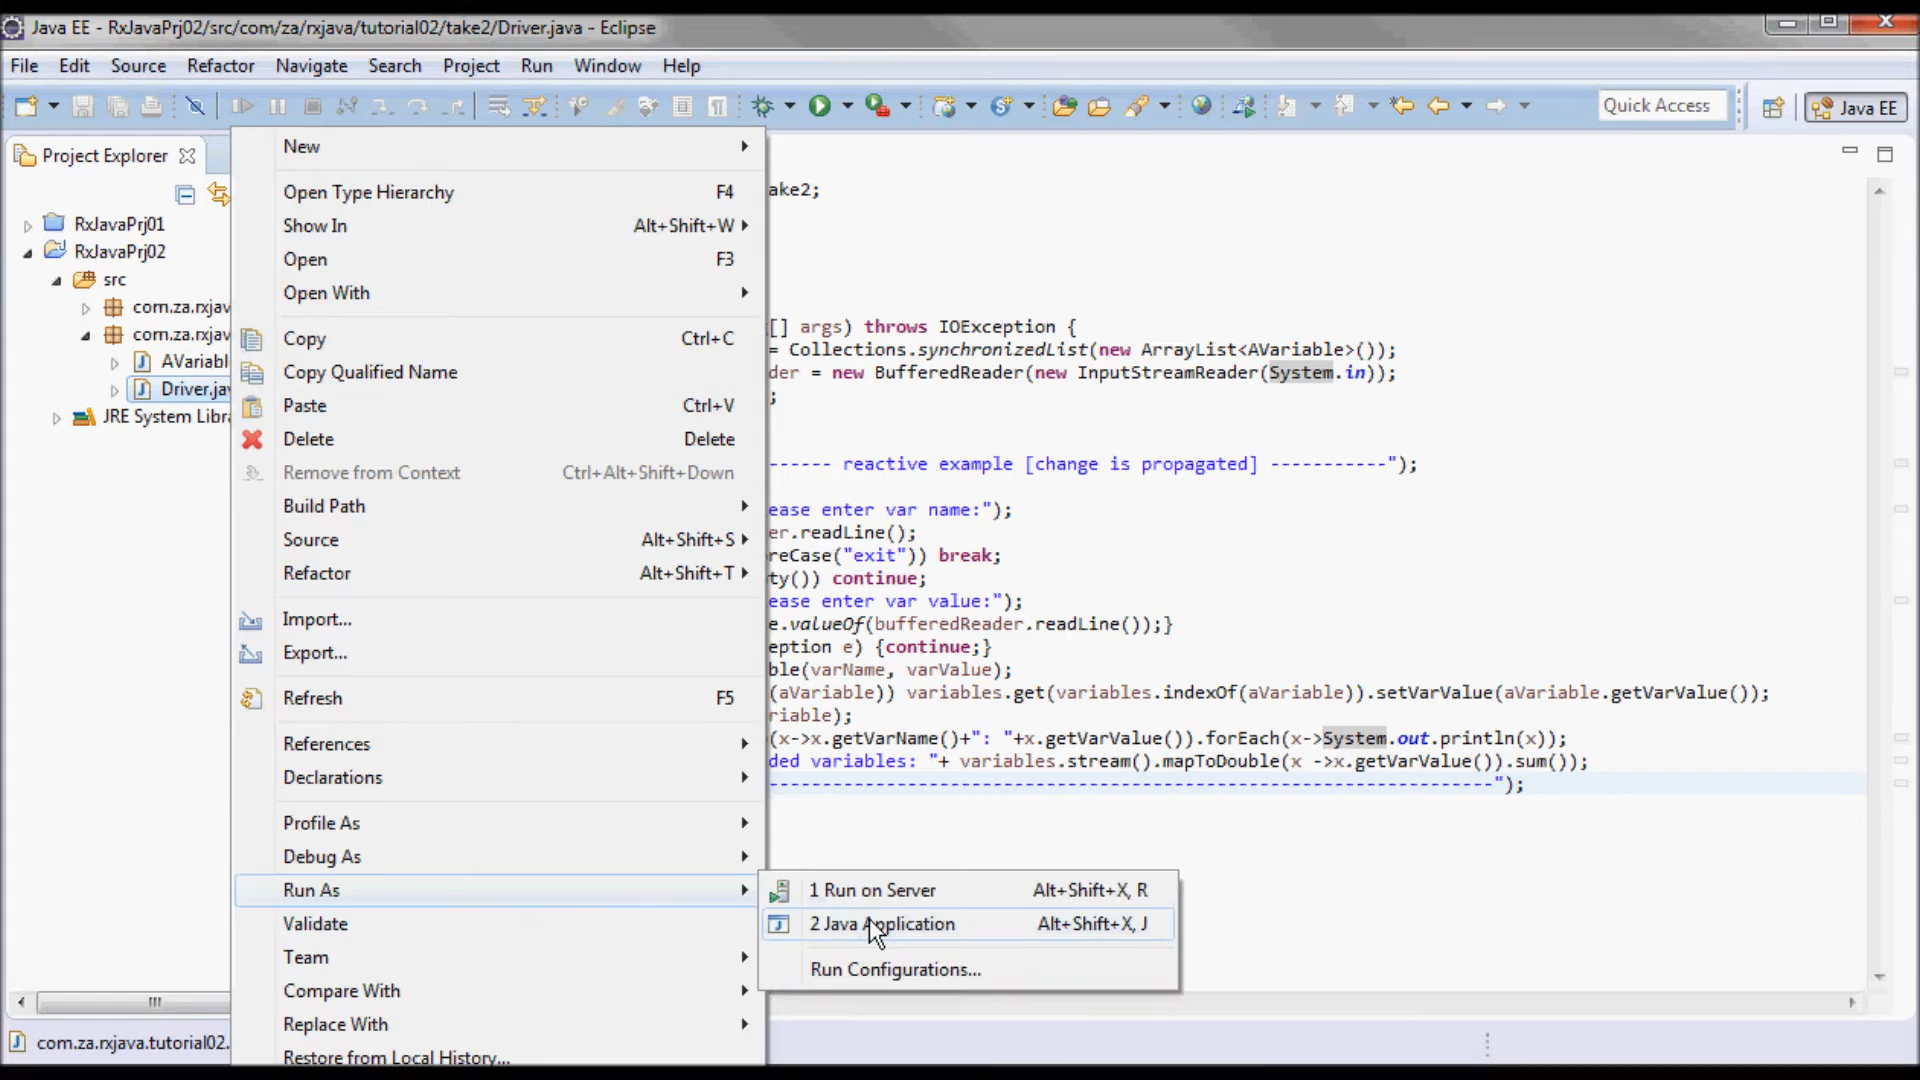 Java EE - RxJavaPrj02/src/com/za/rxjava/tutorial02/take2/Driver.java - Eclipse
File Edit Source Refactor Navigate Search Project Run Window Help
Quick Access
Java EE
Project Explorer
RxJavaPrj01
RxJavaPrj02
src
com.za.rxjav
com.za.rxjav
AVariabl
Driver.jav
JRE System Libra
New
Open Type Hierarchy F4
Show In Alt+Shift+W
Open F3
Open With
Copy Ctrl+C
Copy Qualified Name
Paste Ctrl+V
Delete Delete
Remove from Context Ctrl+Alt+Shift+Down
Build Path
Source Alt+Shift+S
Refactor Alt+Shift+T
Import...
Export...
Refresh F5
References
Declarations
Profile As
Debug As
Run As
Validate
Team
Compare With
Replace With
Restore from Local History...
1 Run on Server Alt+Shift+X, R
2 Java Application Alt+Shift+X, J
Run Configurations...
ake2;
[] args) throws IOException {
= Collections.synchronizedList(new ArrayList<AVariable>());
der = new BufferedReader(new InputStreamReader(System.in));
;
------ reactive example [change is propagated] -----------");
ease enter var name:");
er.readLine();
reCase("exit")) break;
ty()) continue;
ease enter var value:");
e.valueOf(bufferedReader.readLine());}
eption e) {continue;}
ble(varName, varValue);
(aVariable)) variables.get(variables.indexOf(aVariable)).setVarValue(aVariable.getVarValue());
riable);
(x->x.getVarName()+": "+x.getVarValue()).forEach(x->System.out.println(x));
ded variables: "+ variables.stream().mapToDouble(x ->x.getVarValue()).sum());
--------------------------------------------------------------------");
com.za.rxjava.tutorial02.